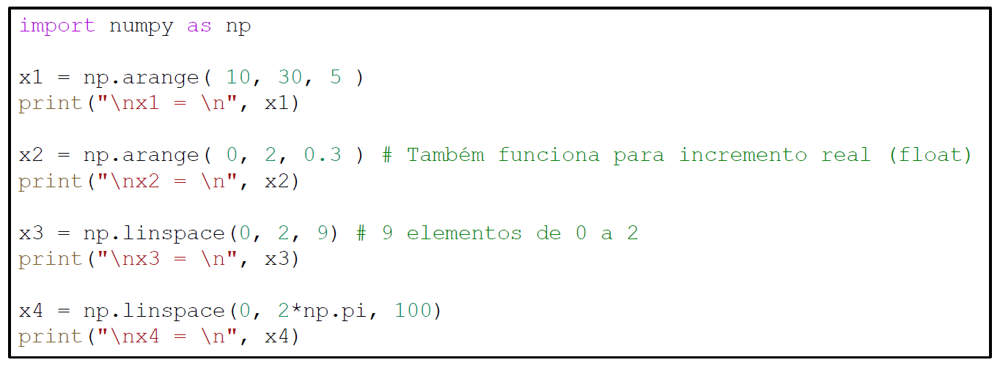 import numpy as np
x1 = np.arange( 10, 30, 5 )
print("\nx1 = \n", x1)
x2 = np.arange( 0, 2, 0.3 ) # Também funciona para incremento real (float)
print("\nx2 = \n", x2)
x3 = np.linspace(0, 2, 9) # 9 elementos de 0 a 2
print("\nx3 = \n", x3)
x4 = np.linspace(0, 2*np.pi, 100)
print("\nx4 = \n", x4)